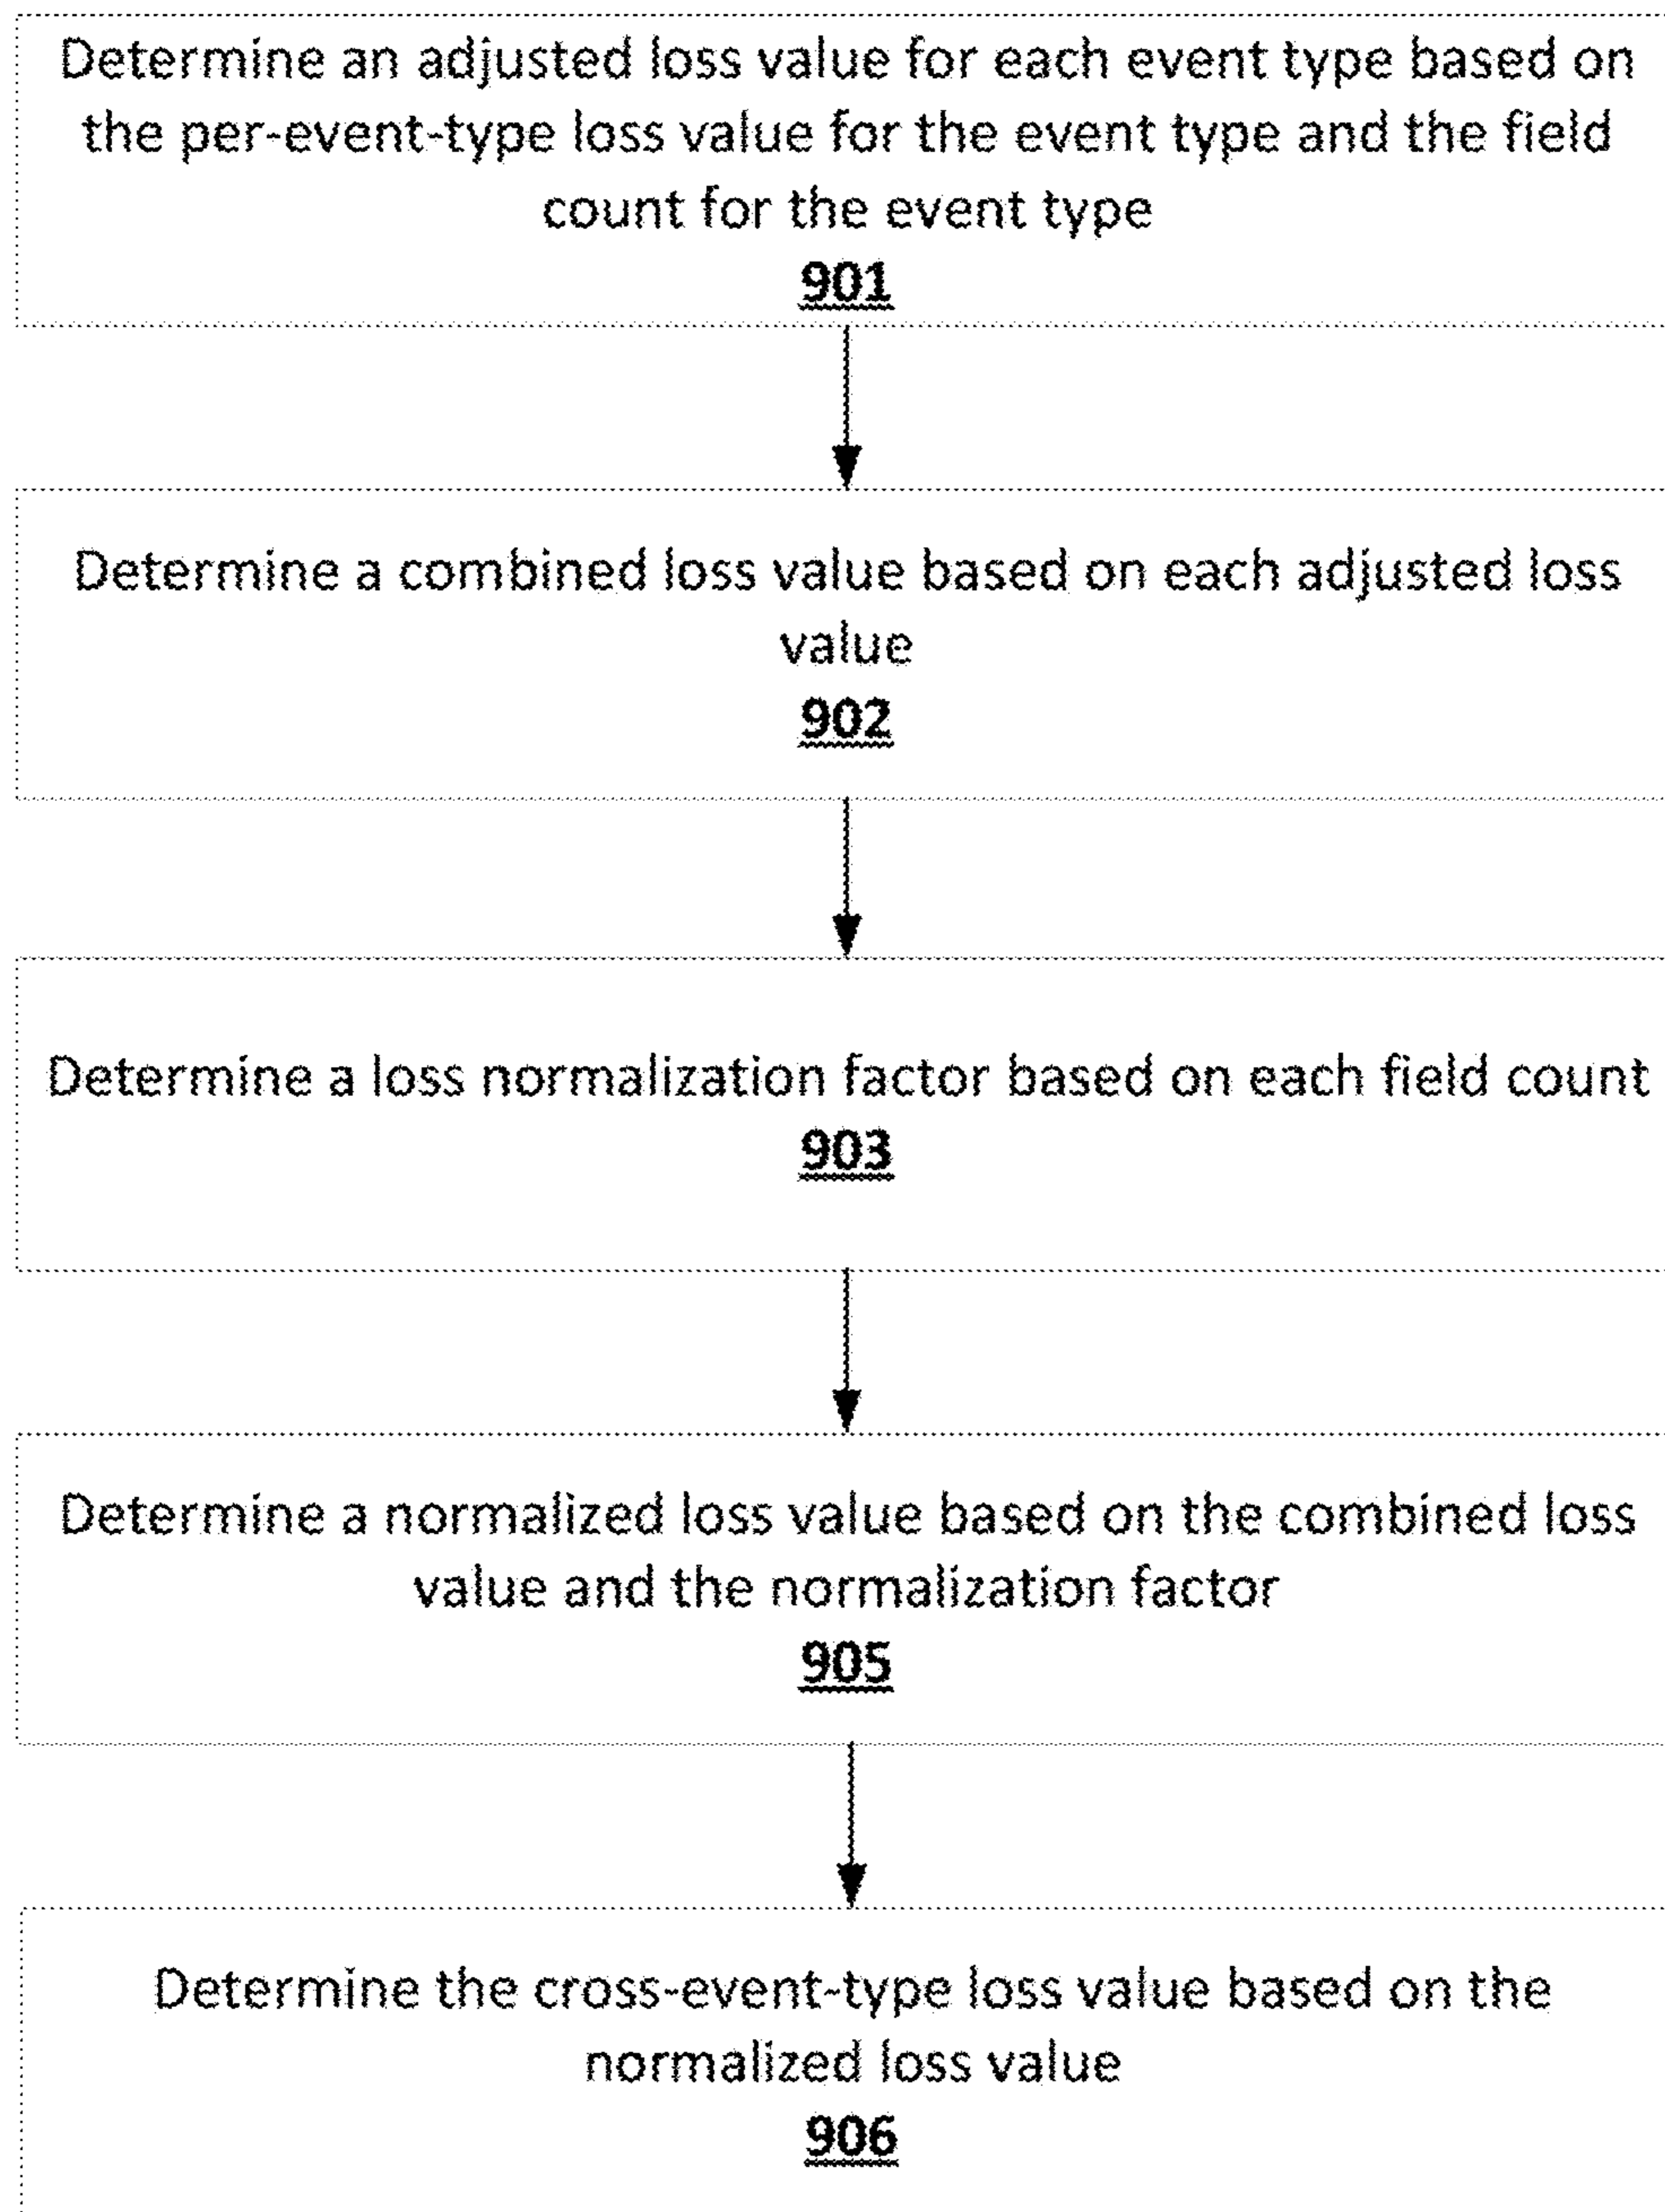 Determine an adjusted loss value for each event type based on
the per-event-type loss value for the event type and the field
count for the event type
901
Determine a combined loss value based on each adjusted loss
value
902
Determine a loss normalization factor based on each field count
903
Determine a normalized loss value based on the combined loss
value and the normalization factor
905
Determine the cross-event-type loss value based on the
normalized loss value
906